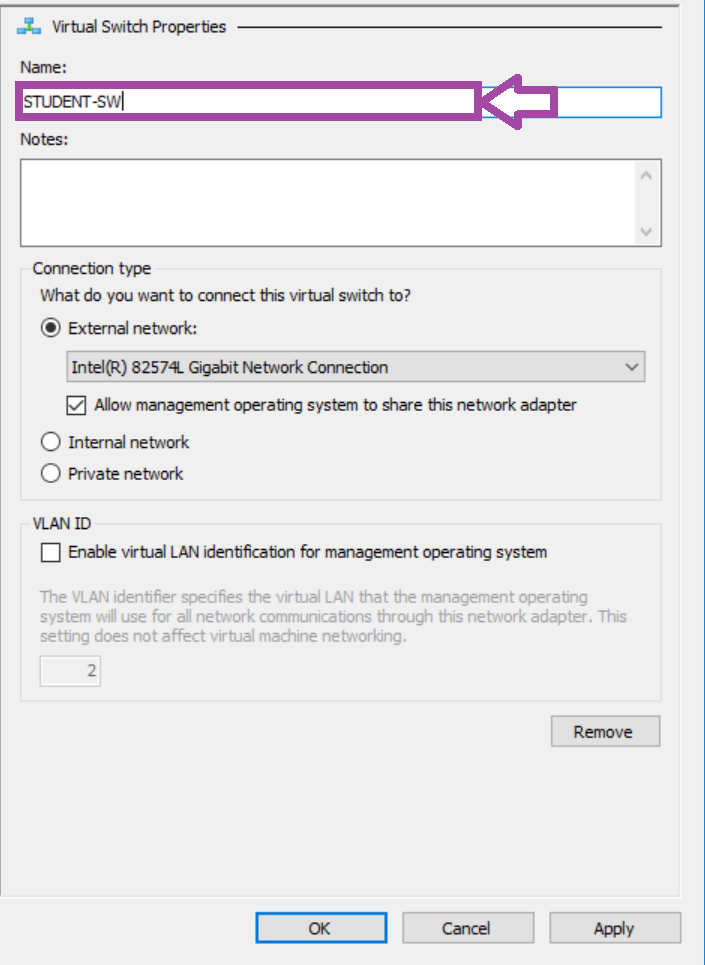 Virtual Switch Properties
Name:
STUDENT-SW
Notes:
Connection type
What do you want to connect this virtual switch to?
External network:
Intel(R) 82574L Gigabit Network Connection
Allow management operating system to share this network adapter
Internal network
Private network
VLAN ID
Enable virtual LAN identification for management operating system
The VLAN identifier specifies the virtual LAN that the management operating
system will use for all network communications through this network adapter. This
setting does not affect virtual machine networking.
2
Remove
OK Cancel Apply